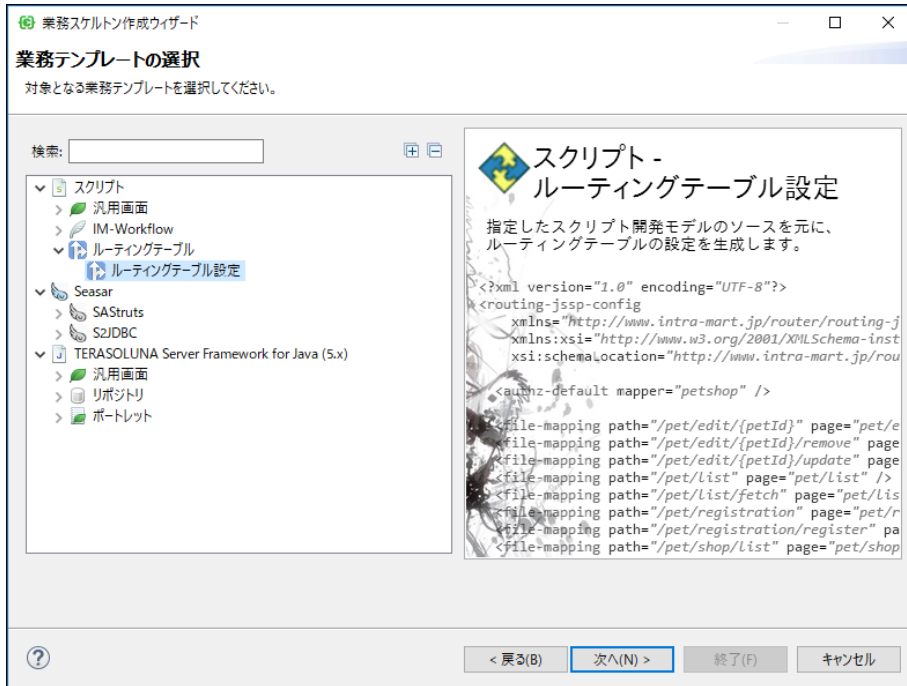 業務スケルトン作成ウィザード
業務テンプレートの選択
対象となる業務テンプレートを選択してください。
検索:
スクリプト
汎用画面
IM-Workflow
ルーティングテーブル
ルーティングテーブル設定
Seasar
SAStruts
S2JDBC
TERASOLUNA Server Framework for Java (5.x)
汎用画面
リポジトリ
ポートレット
スクリプト -
ルーティングテーブル設定
指定したスクリプト開発モデルのソースを元に、
ルーティングテーブルの設定を生成します。
<?xml version="1.0" encoding="UTF-8"?>
<routing-jssp-config
xmlns="http://www.intra-mart.jp/router/routing-j
xmlns:xsi="http://www.w3.org/2001/XMLSchema-inst
xsi:schemaLocation="http://www.intra-mart.jp/rou
<authz-default mapper="petshop" />
<file-mapping path="/pet/edit/{petId}" page="pet/e
<file-mapping path="/pet/edit/{petId}/remove" page
<file-mapping path="/pet/edit/{petId}/update" page
<file-mapping path="/pet/list" page="pet/list" />
<file-mapping path="/pet/list/fetch" page="pet/lis
<file-mapping path="/pet/registration" page="pet/r
<file-mapping path="/pet/registration/register" pa
<file-mapping path="/pet/shop/list" page="pet/shop
< 戻る(B)
次へ(N) >
終了(F)
キャンセル